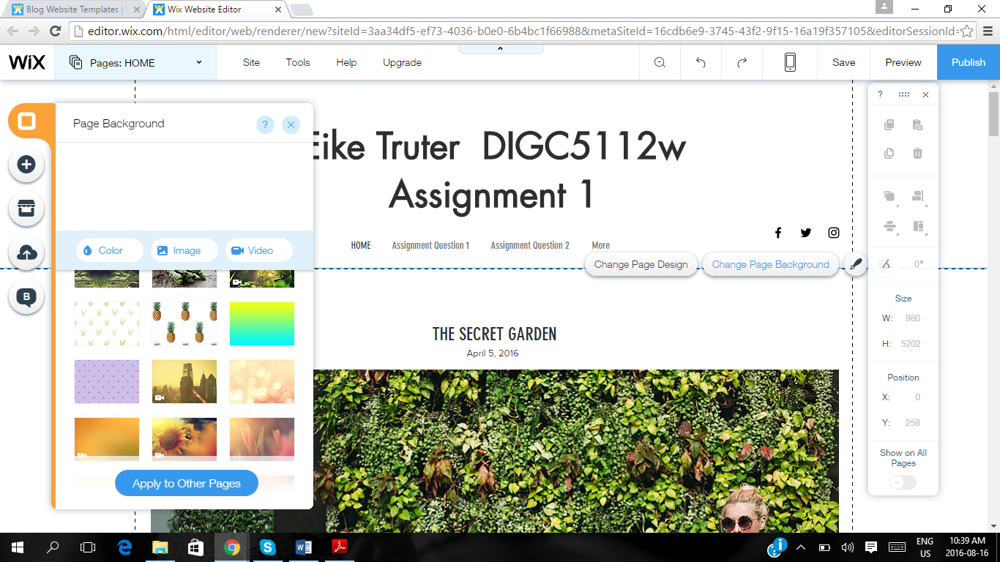 Blog Website Templates |
Wix Website Editor
editor.wix.com/html/editor/web/renderer/new?siteId=3aa34df5-ef73-4036-b0e0-6b4bc1f66988&metaSiteId=16cdb6e9-3745-43f2-9f15-16a19f357105&editorSessionId=
WiX
Pages: HOME
Site
Tools
Help
Upgrade
Save
Preview
Publish
Page Background
?
Color
Image
Video
Apply to Other Pages
B
Eike Truter DIGC5112w
Assignment 1
HOME
Assignment Question 1
Assignment Question 2
More
Change Page Design
Change Page Background
THE SECRET GARDEN
April 5, 2016
?
0°
Size
W: 980
H: 5202
Position
X: 0
Y: 258
Show on All
Pages
ENG
US
10:39 AM
2016-08-16